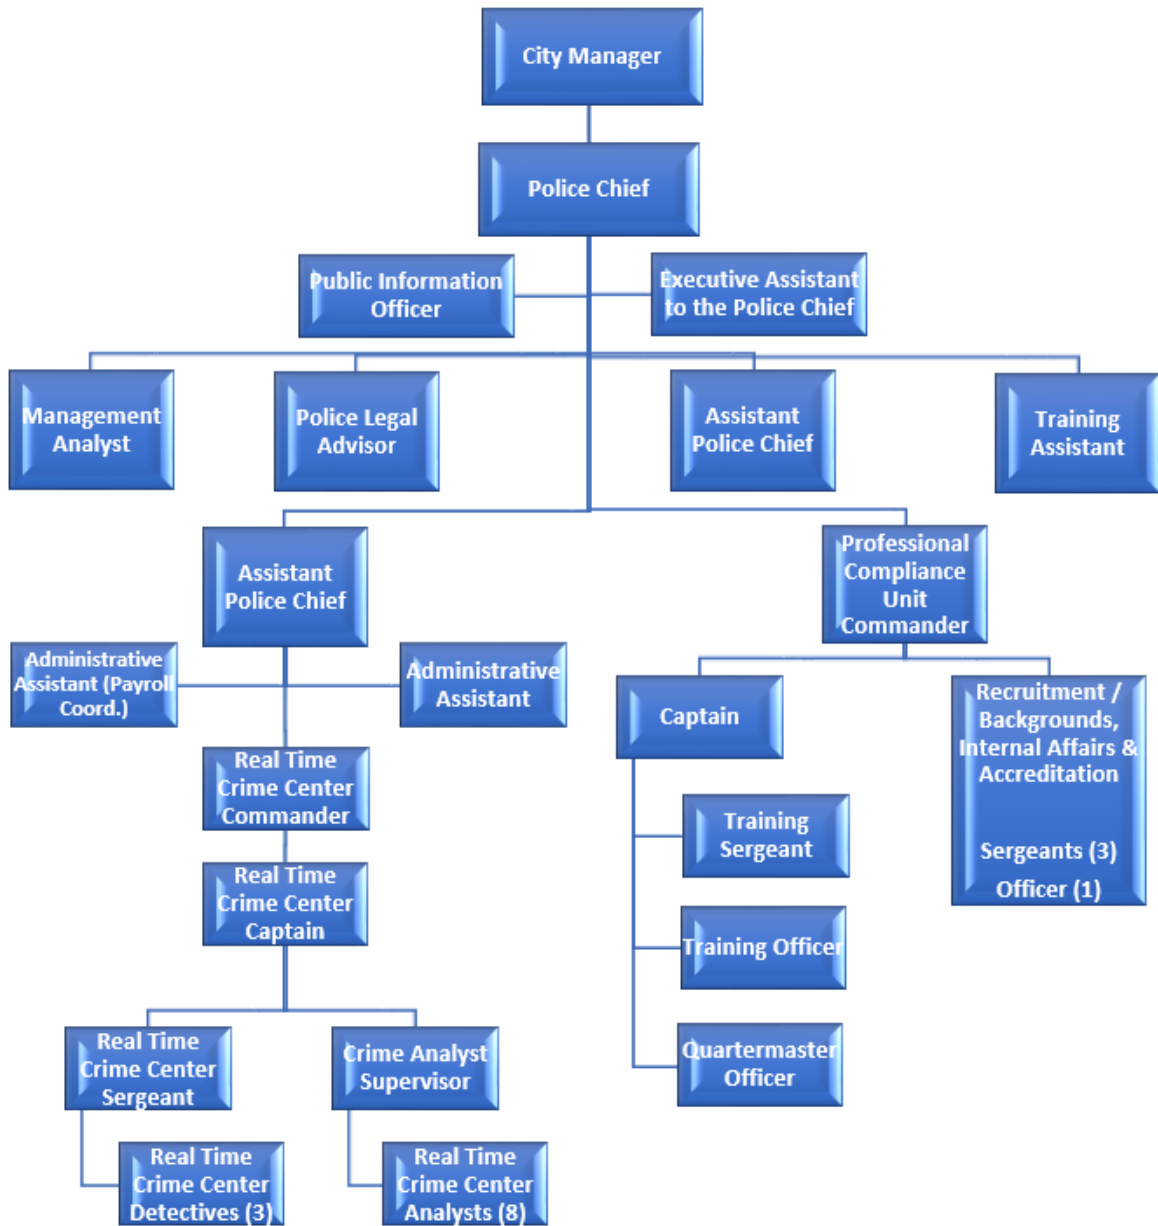 City Manager
Police Chief
Public Information
Officer
Executive Assistant
to the Police Chief
Management
Analyst
Police Legal
Advisor
Assistant
Police Chief
Training
Assistant
Assistant
Police Chief
Professional
Compliance
Unit
Commander
Administrative
Assistant (Payroll
Coord.)
Administrative
Assistant
Real Time
Crime Center
Commander
Real Time
Crime Center
Captain
Real Time
Crime Center
Sergeant
Crime Analyst
Supervisor
Real Time
Crime Center
Detectives (3)
Real Time
Crime Center
Analysts (8)
Captain
Training
Sergeant
Training Officer
Quartermaster
Officer
Recruitment /
Backgrounds,
Internal Affairs &
Accreditation
Sergeants (3)
Officer (1)